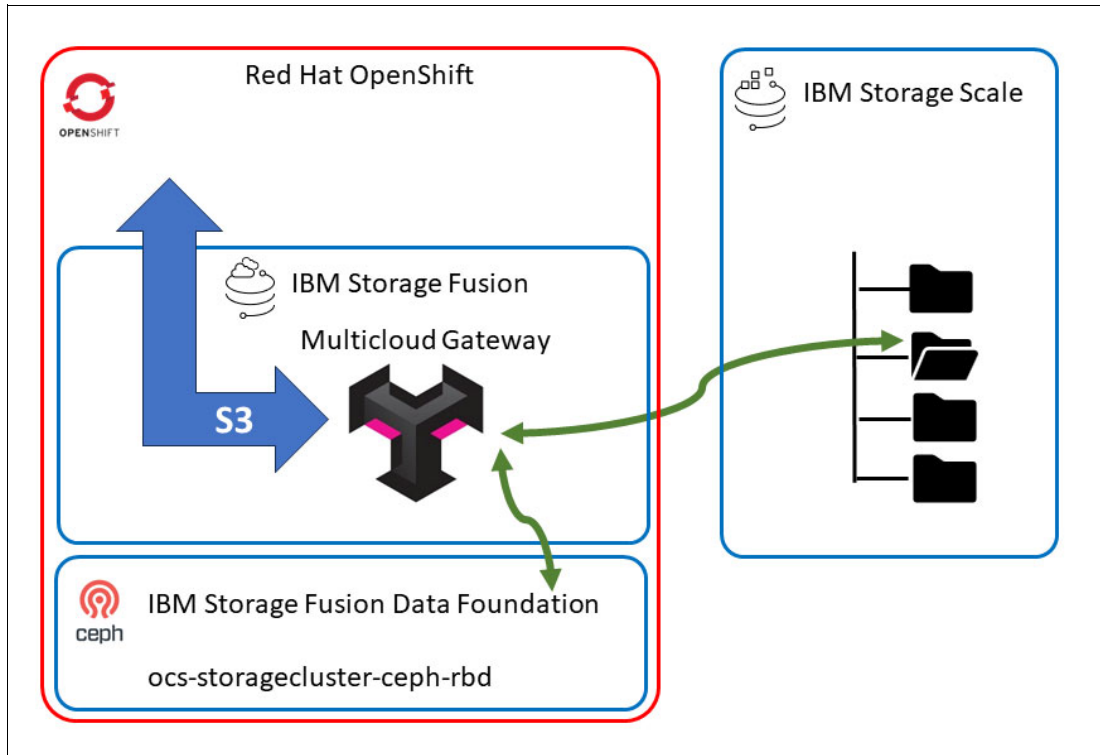 Red Hat OpenShift
OPENSHIFT
IBM Storage Scale
IBM Storage Fusion
Multicloud Gateway
S3
IBM Storage Fusion Data Foundation
ceph
ocs-storagecluster-ceph-rbd